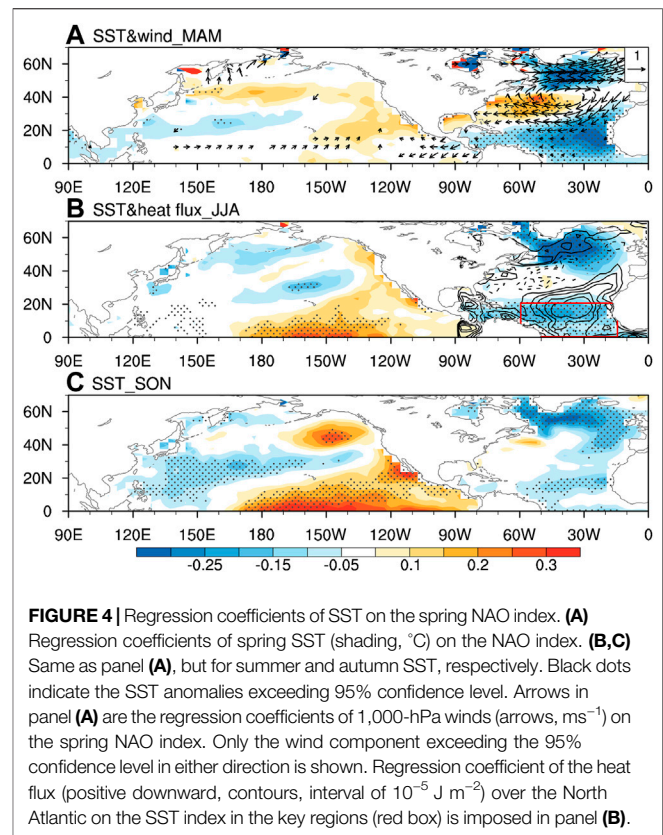 A SST&wind_MAM
1
60N
40N
20N
0
90E 120E 150E 180 150W 120W 90W 60W 30W 0
B SST&heat flux_JJA
60N
40N
20N
0
90E 120E 150E 180 150W 120W 90W 60W 30W 0
C SST_SON
60N
40N
20N
0
90E 120E 150E 180 150W 120W 90W 60W 30W 0
-0.25 -0.15 -0.05 0.1 0.2 0.3
FIGURE 4 | Regression coefficients of SST on the spring NAO index. (A)
Regression coefficients of spring SST (shading, °C) on the NAO index. (B,C)
Same as panel (A), but for summer and autumn SST, respectively. Black dots
indicate the SST anomalies exceeding 95% confidence level. Arrows in
panel (A) are the regression coefficients of 1,000-hPa winds (arrows, ms⁻¹) on
the spring NAO index. Only the wind component exceeding the 95%
confidence level in either direction is shown. Regression coefficient of the heat
flux (positive downward, contours, interval of 10⁻⁵ J m⁻²) over the North
Atlantic on the SST index in the key regions (red box) is imposed in panel (B).